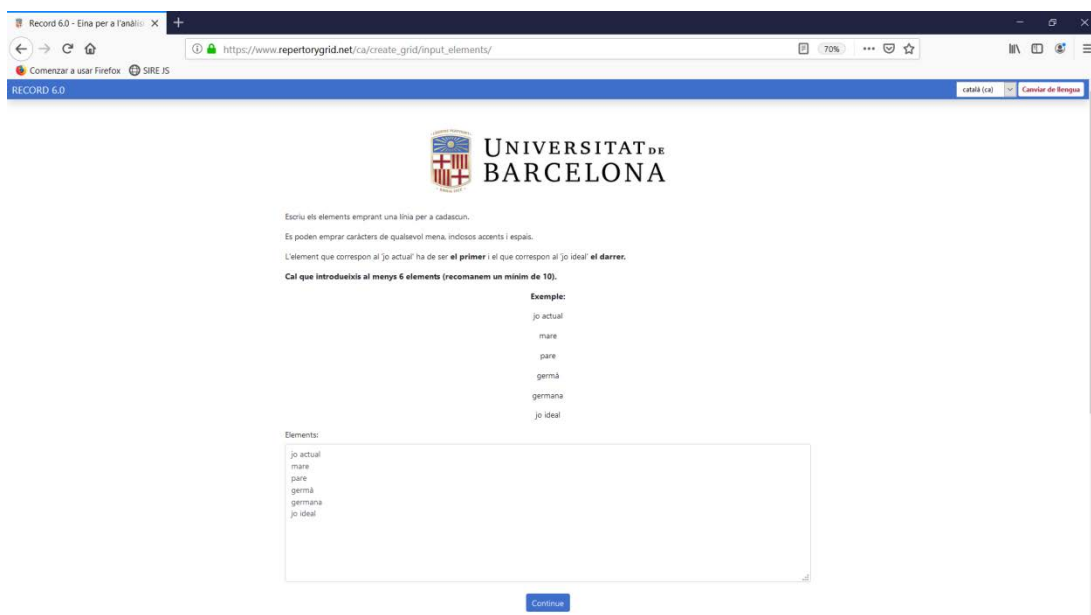 Record 6.0 - Eina per a l'anàlisi
https://www.repertorygrid.net/ca/create_grid/input_elements/
70%
Comenzar a usar Firefox SIRE JS
RECORD 6.0
català (ca)
Canviar de llengua
UNIVERSITAT DE
BARCELONA
Escriu els elements emprant una línia per a cadascun.
Es poden emprar caràcters de qualsevol mena, inclosos accents i espais.
L'element que correspon al 'jo actual' ha de ser el primer i el que correspon al 'jo ideal' el darrer.
Cal que introdueixis al menys 6 elements (recomanem un mínim de 10).
Exemple:
jo actual
mare
pare
germà
germana
jo ideal
Elements:
jo actual
mare
pare
germà
germana
jo ideal
Continue